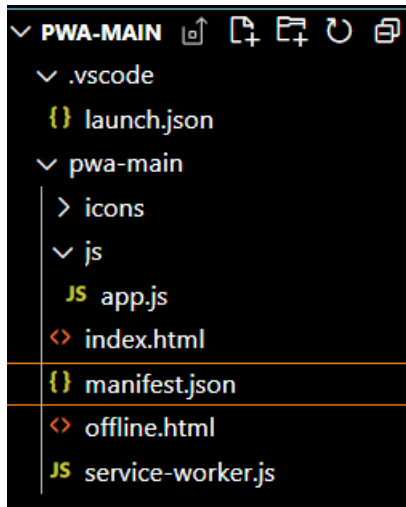 PWA-MAIN
.vscode
{} launch.json
pwa-main
icons
js
JS app.js
<> index.html
{} manifest.json
<> offline.html
JS service-worker.js